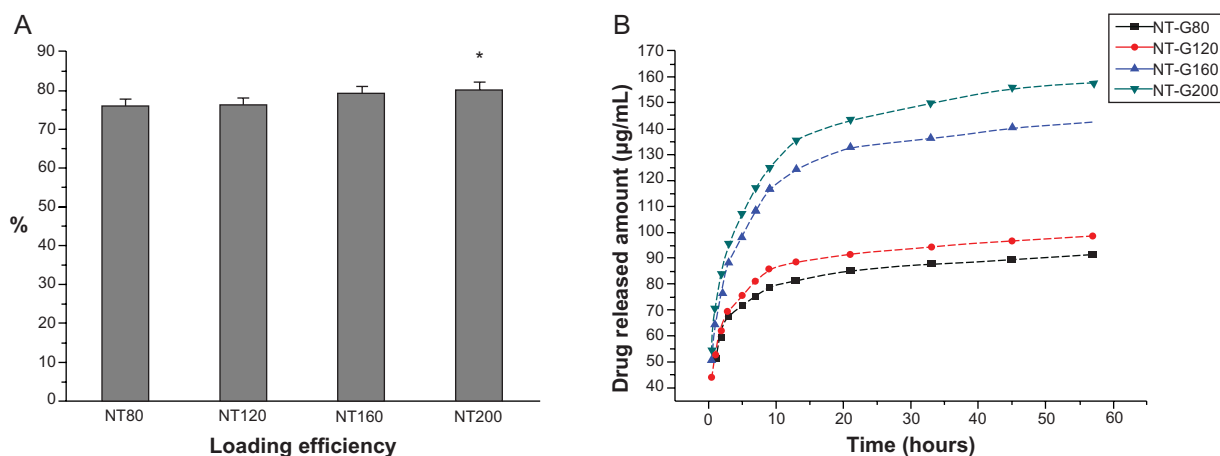 A
90
80
70
60
50
40
30
20
10
0
%
*
NT80 NT120 NT160 NT200
Loading efficiency
B
NT-G80
NT-G120
NT-G160
NT-G200
Drug released amount (µg/mL)
170
160
150
140
130
120
110
100
90
80
70
60
50
40
0 10 20 30 40 50 60
Time (hours)